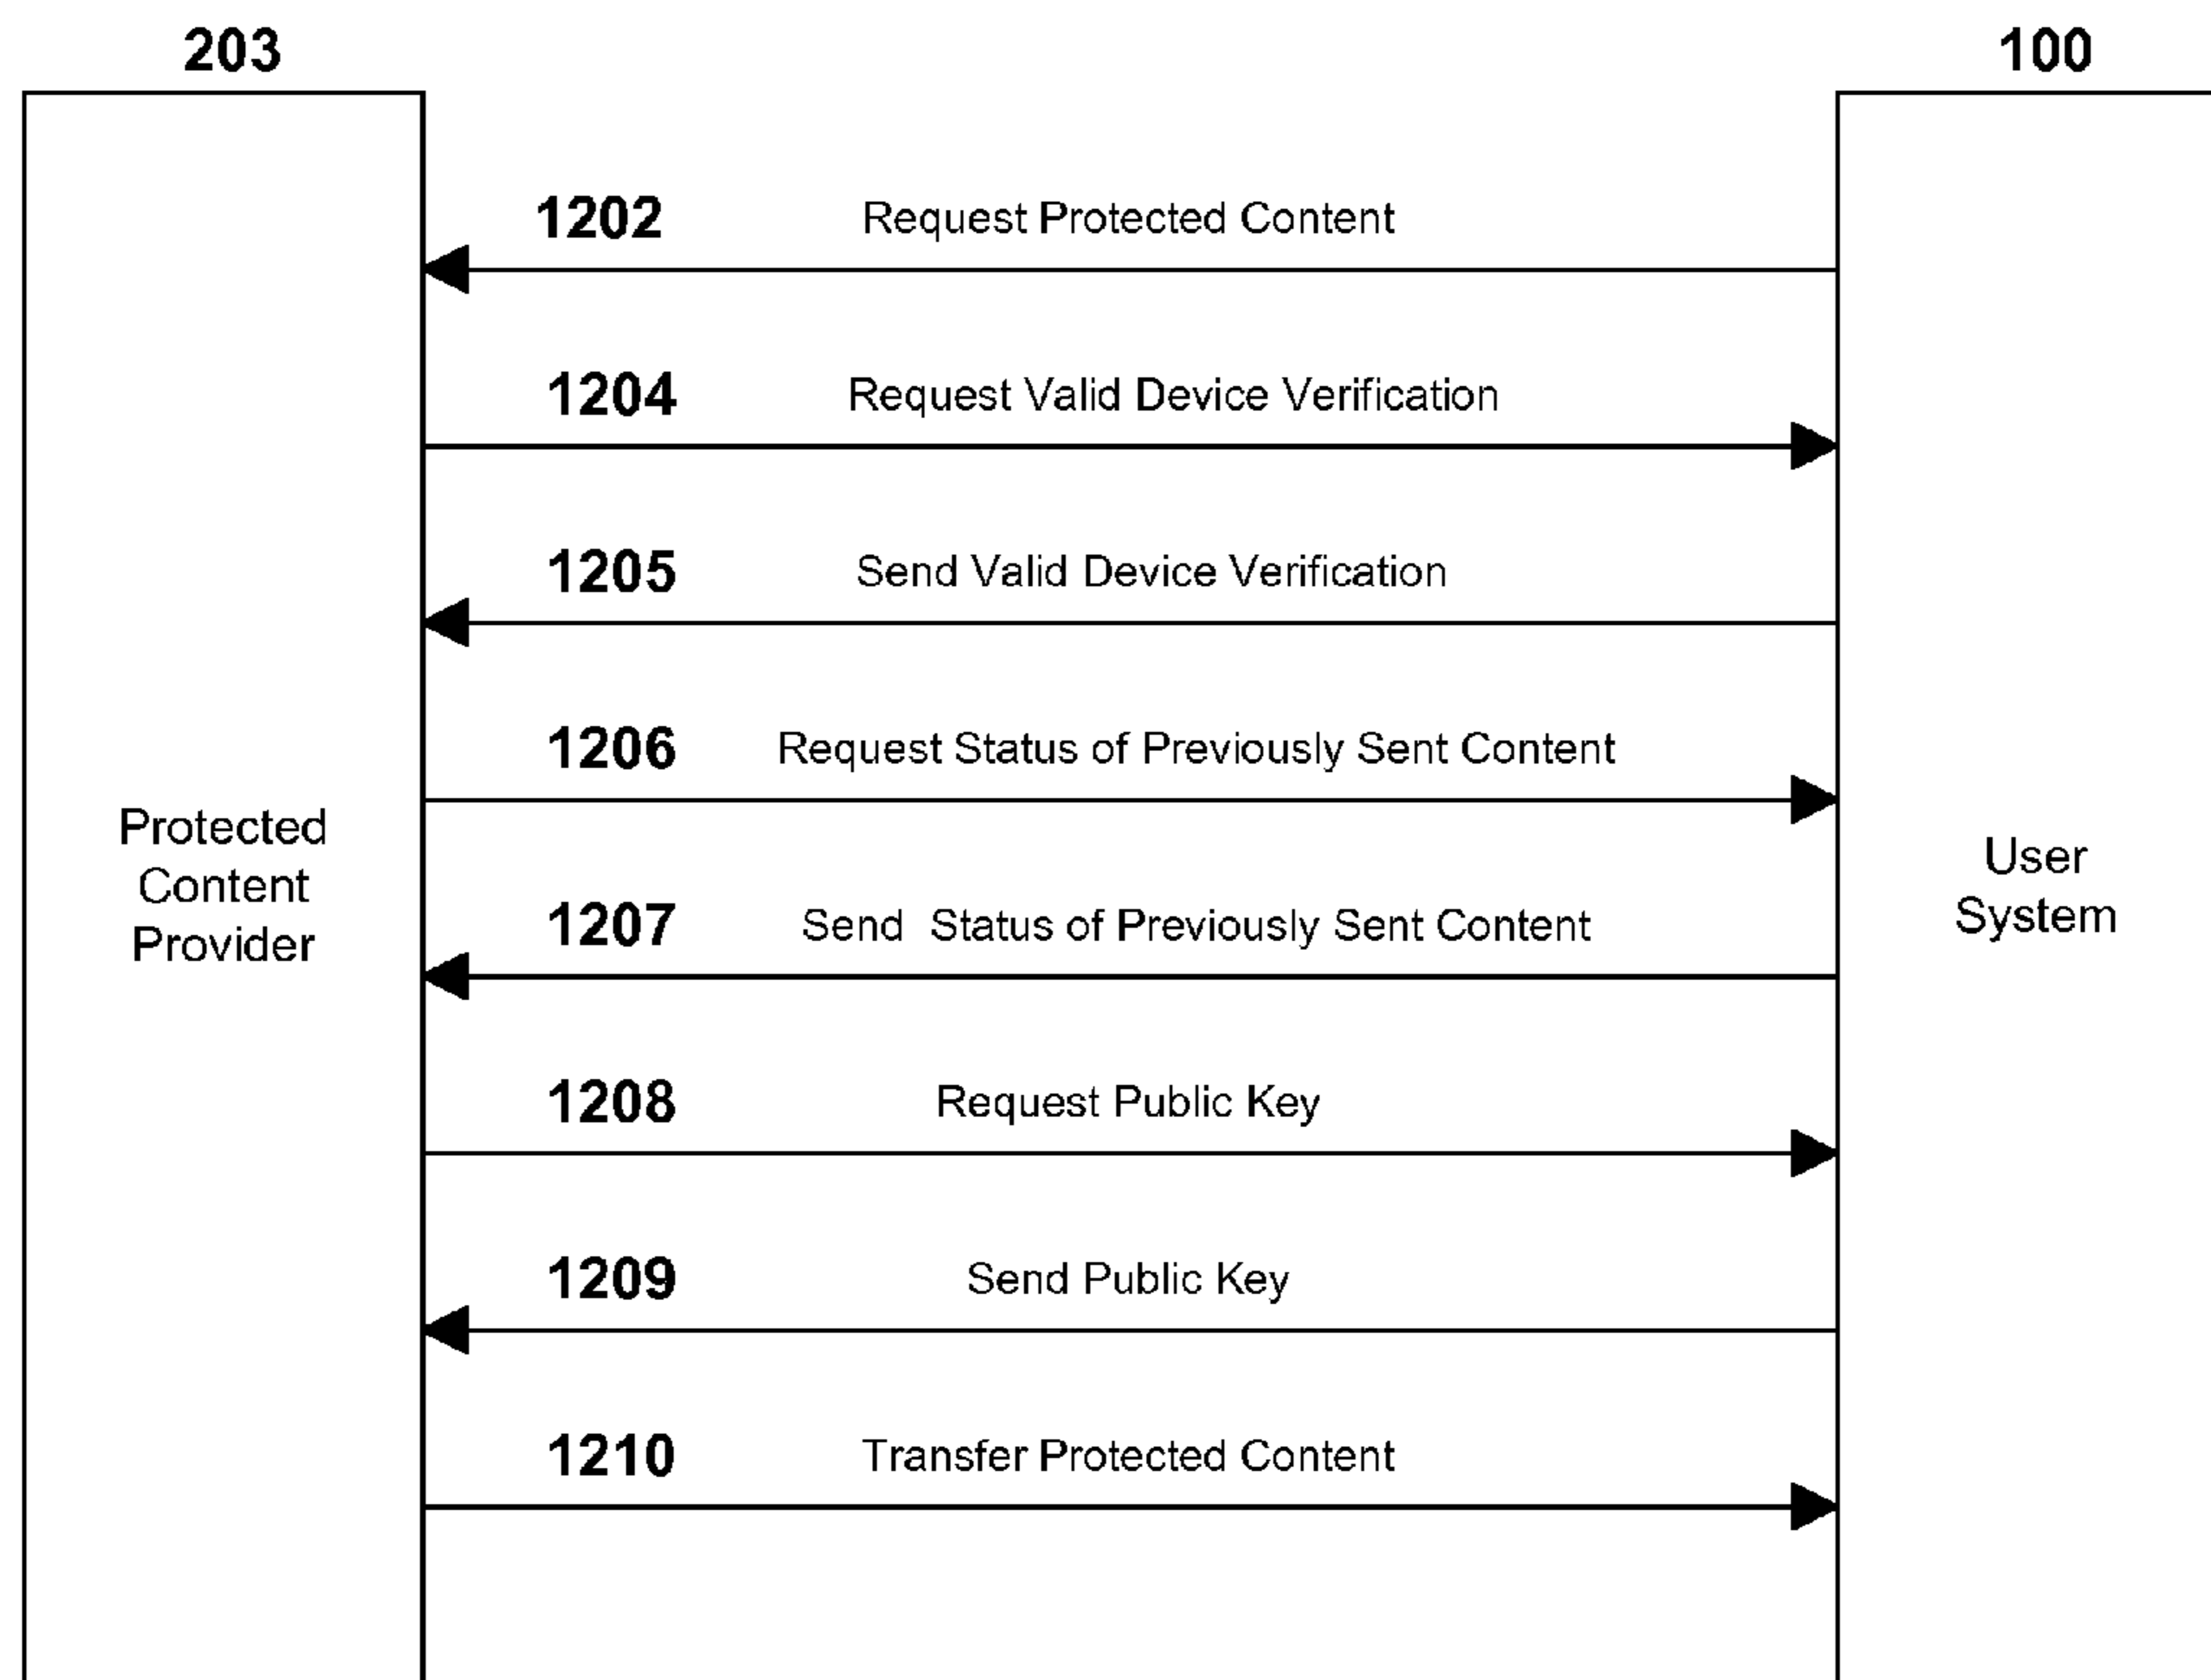 203
100
1202 Request Protected Content
1204 Request Valid Device Verification
1205 Send Valid Device Verification
1206 Request Status of Previously Sent Content
1207 Send  Status of Previously Sent Content
1208 Request Public Key
1209 Send Public Key
1210 Transfer Protected Content
Protected
Content
Provider
User
System